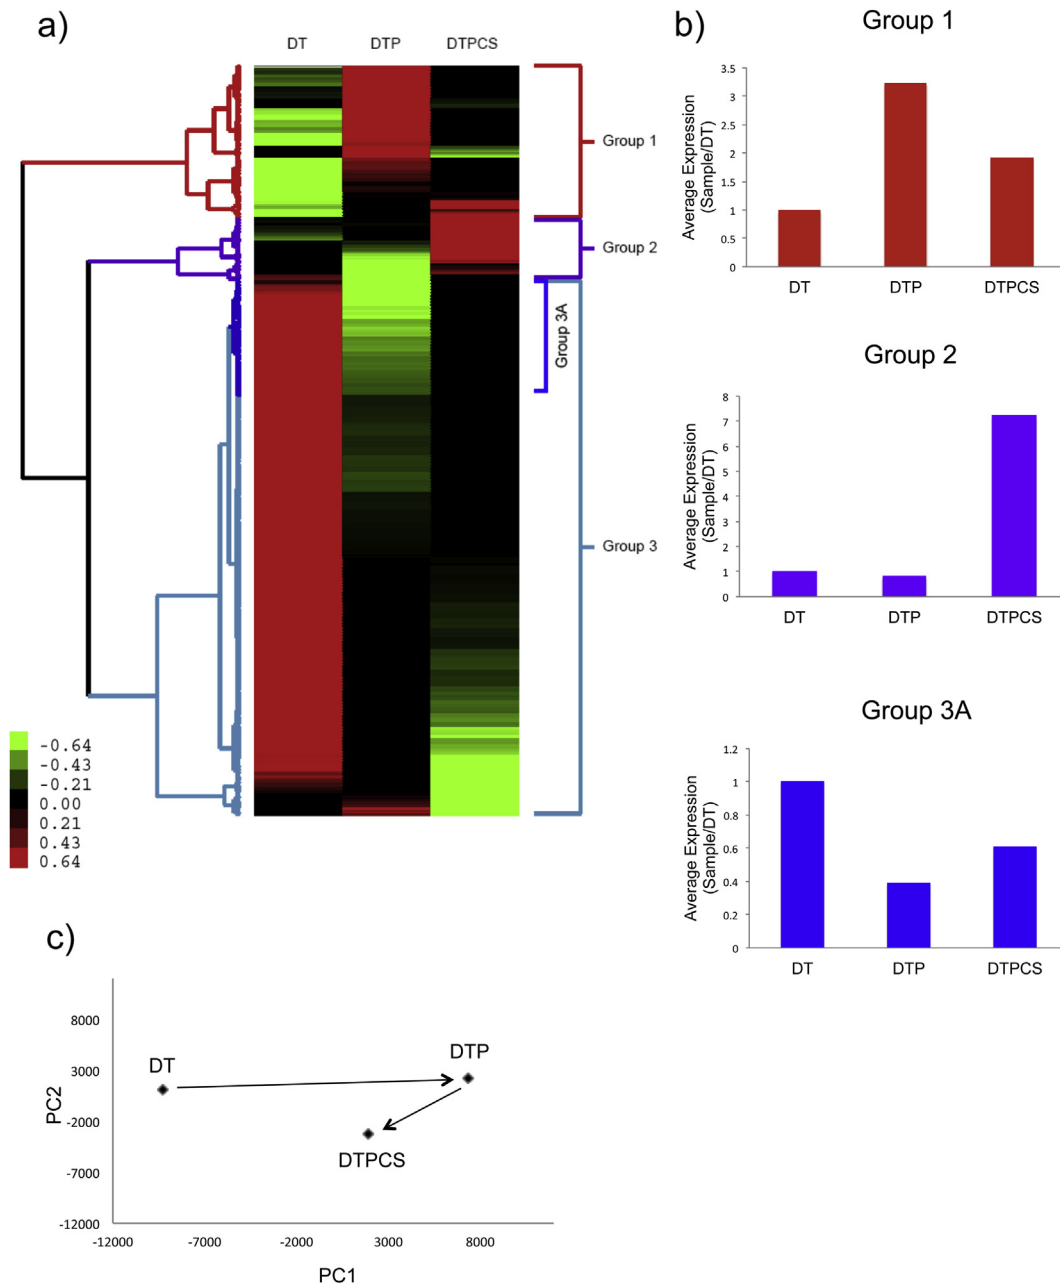 a)
DT DTP DTPCS
Group 1
Group 2
Group 3A
Group 3
-0.64
-0.43
-0.21
0.00
0.21
0.43
0.64
b)
Group 1
Average Expression
(Sample/DT)
3.5
3
2.5
2
1.5
1
0.5
0
DT DTP DTPCS
Group 2
Average Expression
(Sample/DT)
8
7
6
5
4
3
2
1
0
DT DTP DTPCS
Group 3A
Average Expression
(Sample/DT)
1.2
1
0.8
0.6
0.4
0.2
0
DT DTP DTPCS
c)
PC2
8000
3000
-2000
-7000
-12000
DT
DTP
DTPCS
-12000 -7000 -2000 3000 8000
PC1